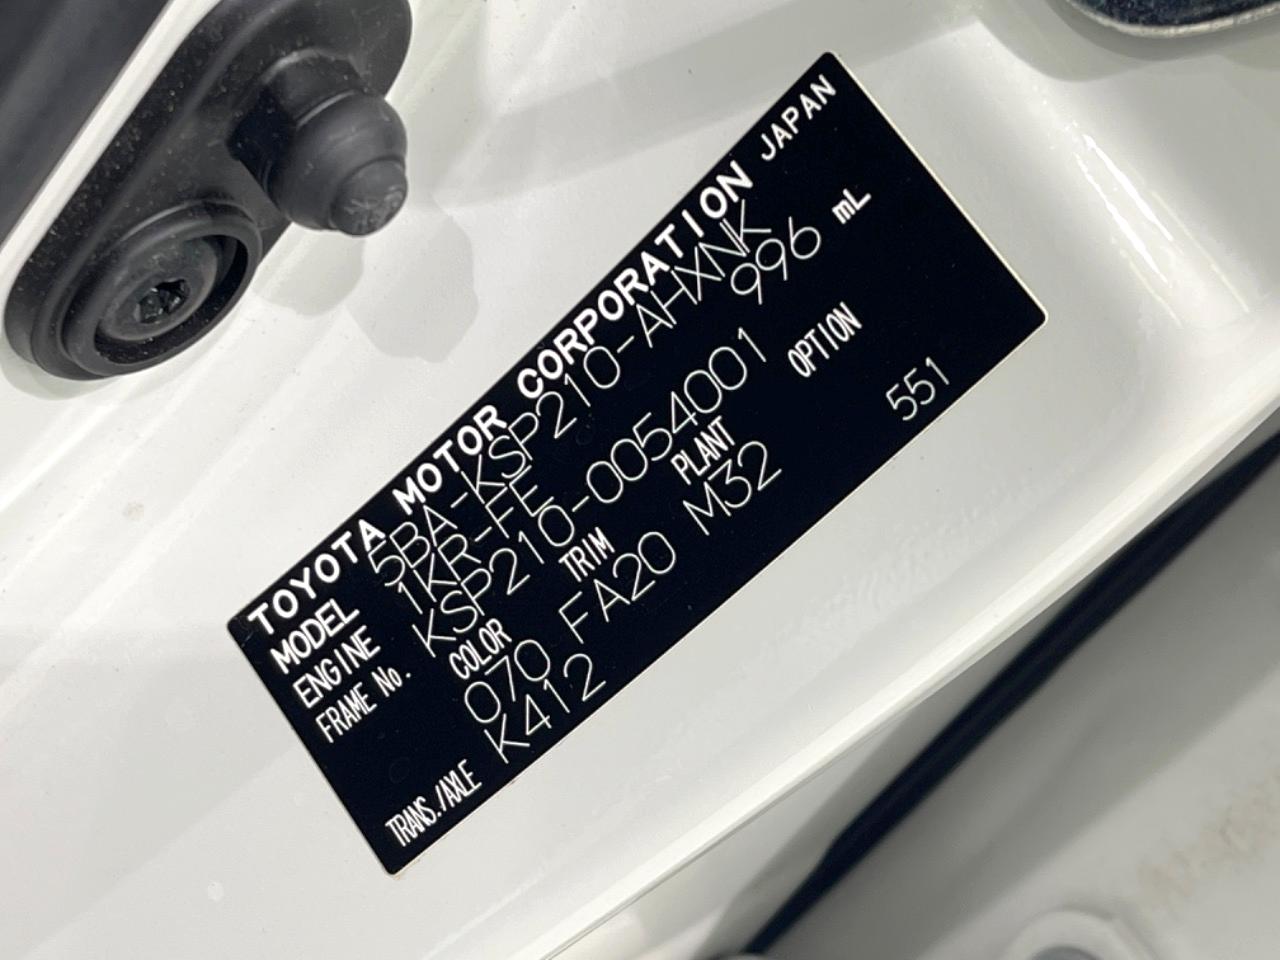 TOYOTA MOTOR CORPORATION JAPAN
MODEL 5BA-KSP210-AHXNK
ENGINE 1KR-FE 996 mL
FRAME No. KSP210-0054001
COLOR TRIM PLANT OPTION
070 FA20 M32 551
TRANS./AXLE K412